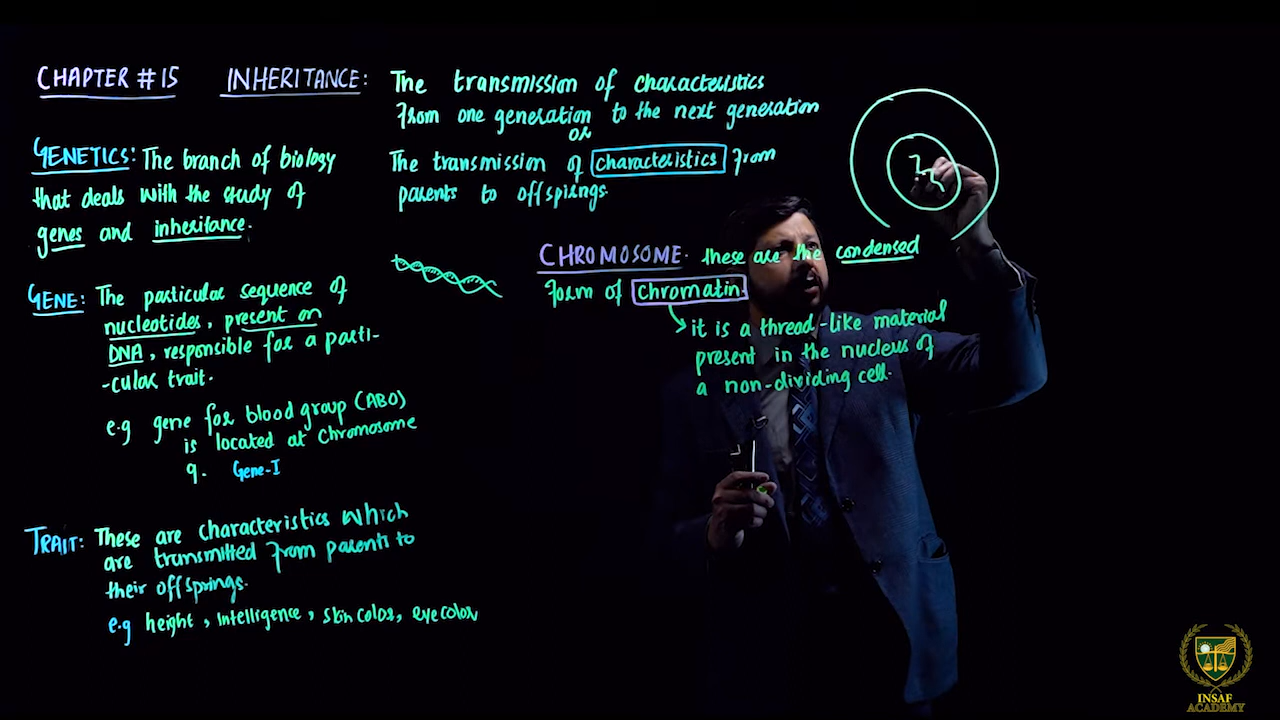 CHAPTER #15 INHERITANCE: The transmission of characteristics
from one generation to the next generation
OR
The transmission of characteristics from
parents to offsprings.
GENETICS: The branch of biology
that deals with the study of
genes and inheritance.
GENE: The particular sequence of
nucleotides, present on
DNA, responsible for a parti-
-cular trait.
e.g gene for blood group (ABO)
is located at chromosome
9. Gene-I
TRAIT: These are characteristics which
are transmitted from parents to
their offsprings.
e.g height, intelligence, skin color, eye color
CHROMOSOME. these are the condensed
form of chromatin
it is a thread-like material
present in the nucleus of
a non-dividing cell.
INSAF
ACADEMY